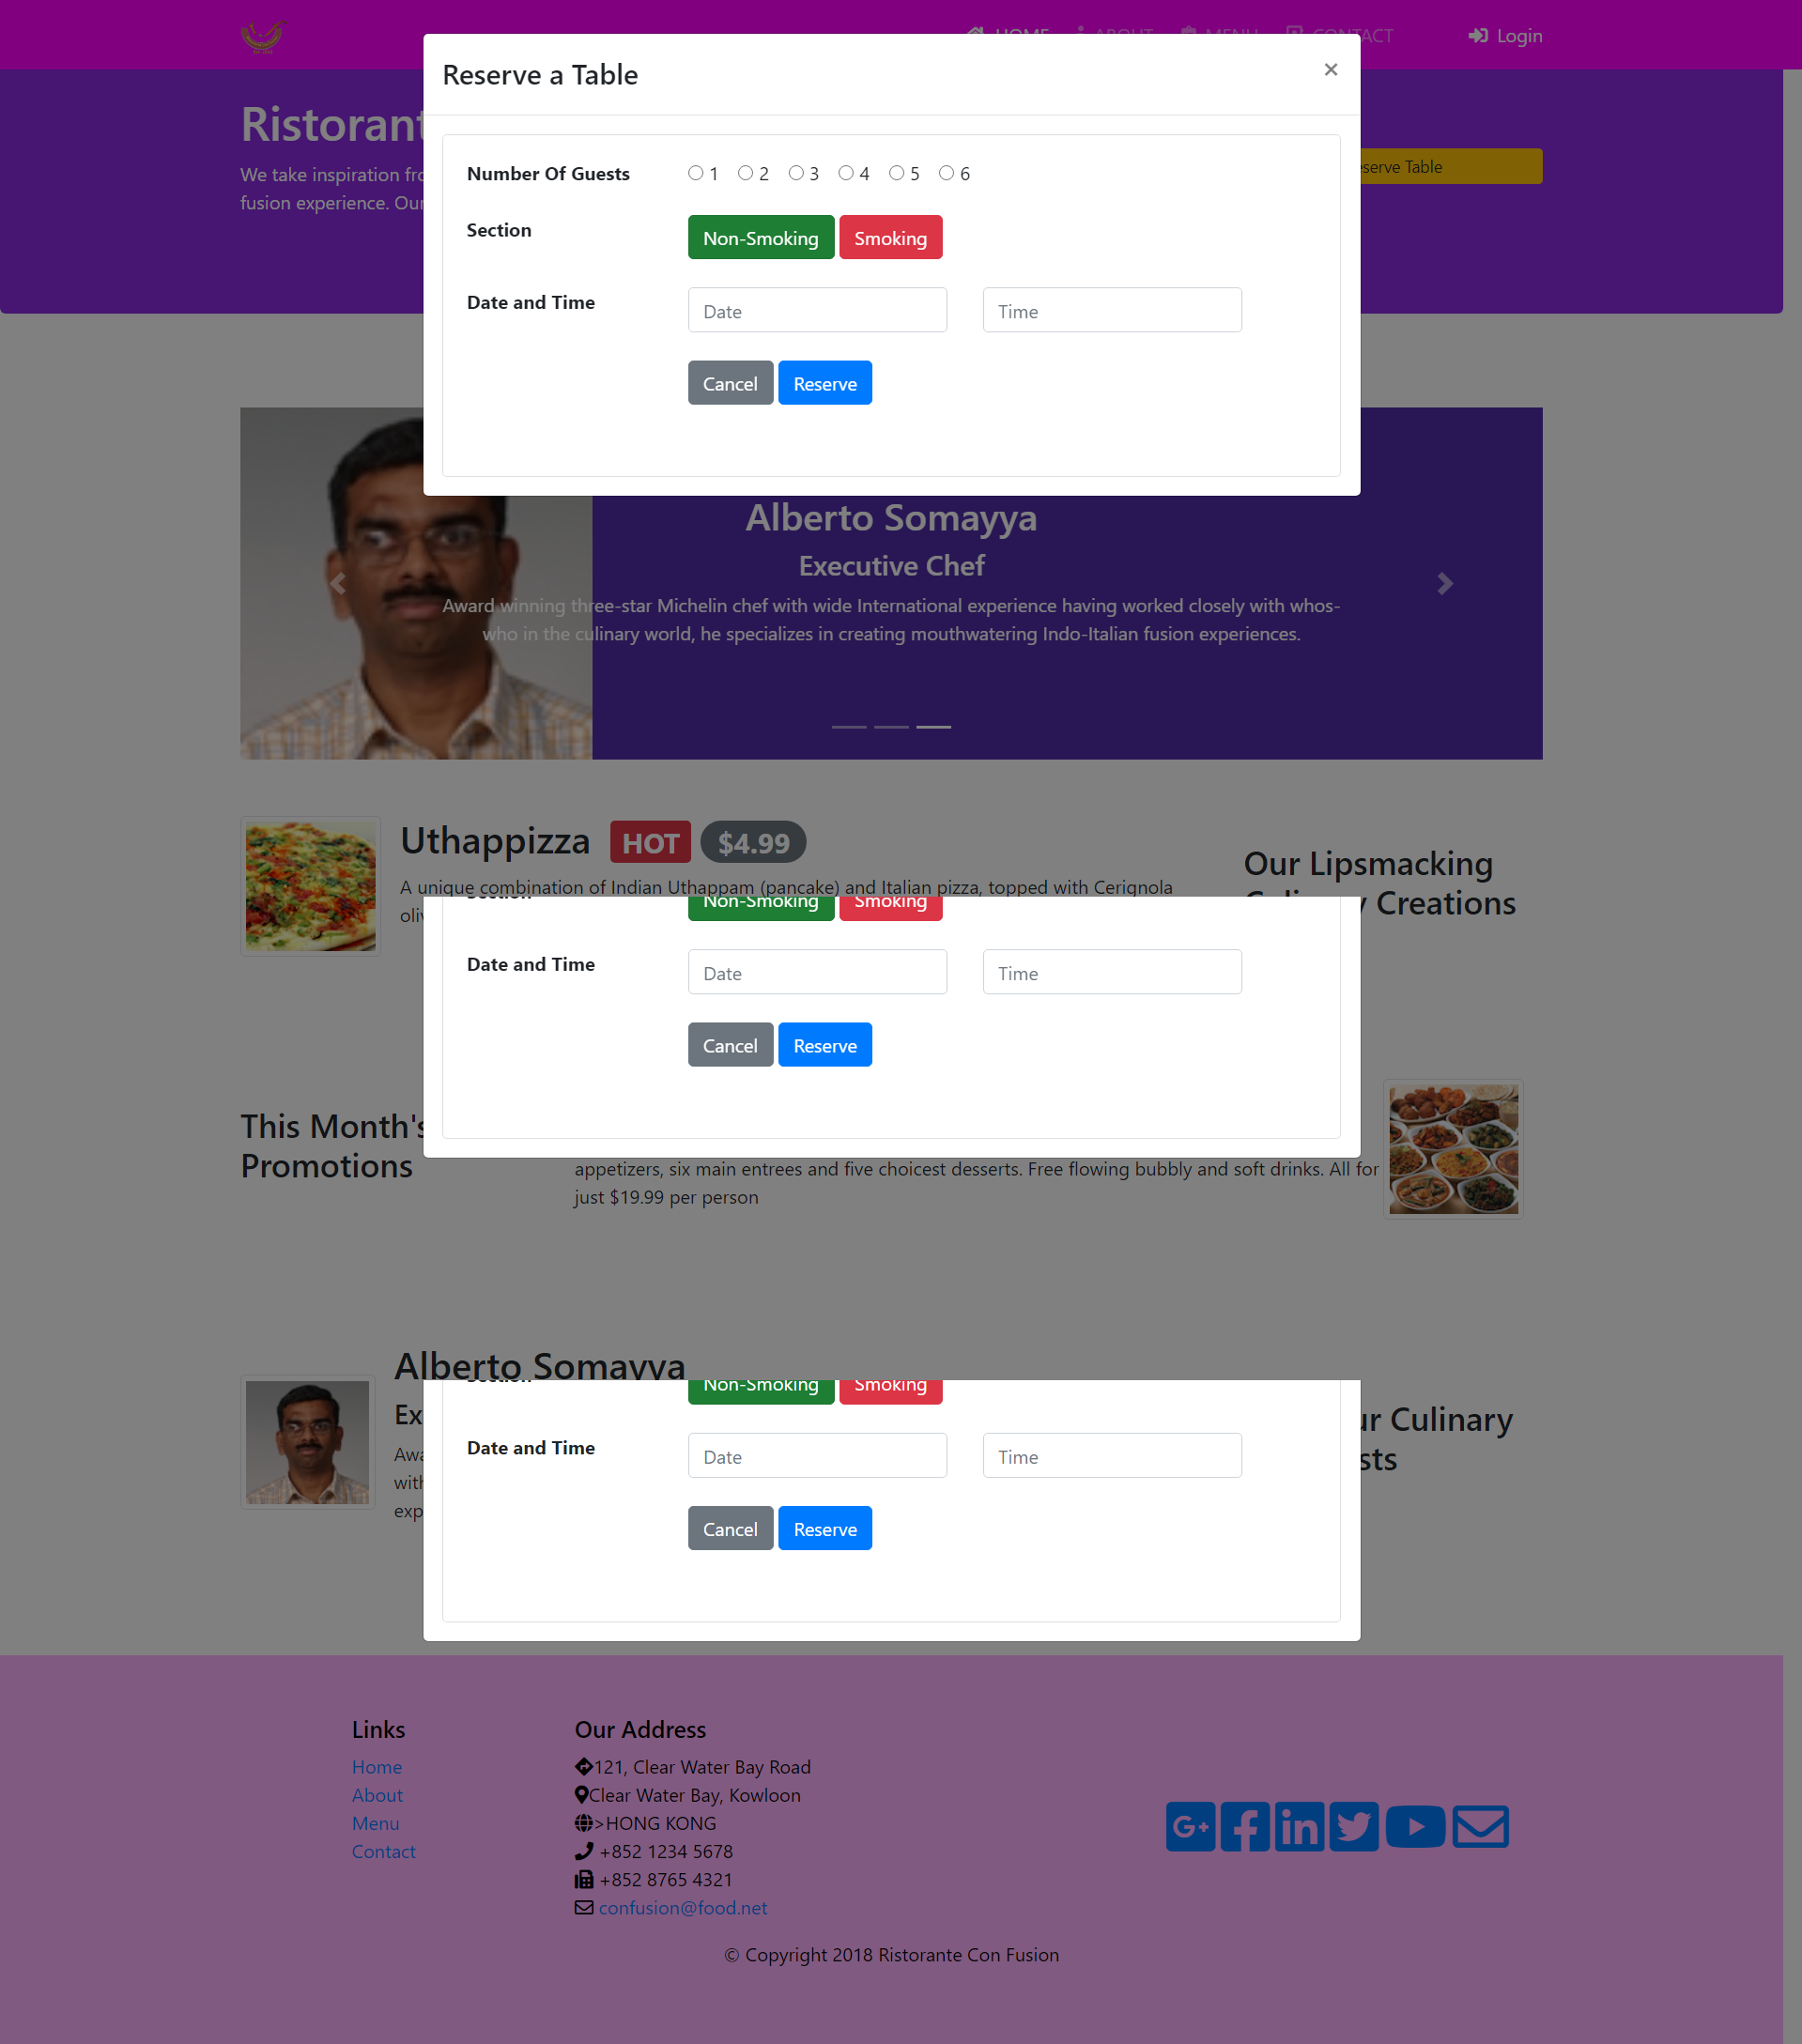 HOME ABOUT MENU CONTACT Login
Reserve a Table
×
Ristorant
We take inspiration fro
fusion experience. Our
serve Table
Number Of Guests
1 2 3 4 5 6
Section
Non-Smoking Smoking
Date and Time
Date Time
Cancel Reserve
Alberto Somayya
Executive Chef
Award winning three-star Michelin chef with wide International experience having worked closely with whos-
who in the culinary world, he specializes in creating mouthwatering Indo-Italian fusion experiences.
Uthappizza HOT $4.99
A unique combination of Indian Uthappam (pancake) and Italian pizza, topped with Cerignola
oliv
Our Lipsmacking
Culinary Creations
Section
Non-Smoking Smoking
Date and Time
Date Time
Cancel Reserve
This Month's
Promotions
appetizers, six main entrees and five choicest desserts. Free flowing bubbly and soft drinks. All for
just $19.99 per person
Alberto Somayya
Ex
Awa
with
exp
Section
Non-Smoking Smoking
ur Culinary
sts
Date and Time
Date Time
Cancel Reserve
Links
Home
About
Menu
Contact
Our Address
121, Clear Water Bay Road
Clear Water Bay, Kowloon
>HONG KONG
+852 1234 5678
+852 8765 4321
confusion@food.net
© Copyright 2018 Ristorante Con Fusion